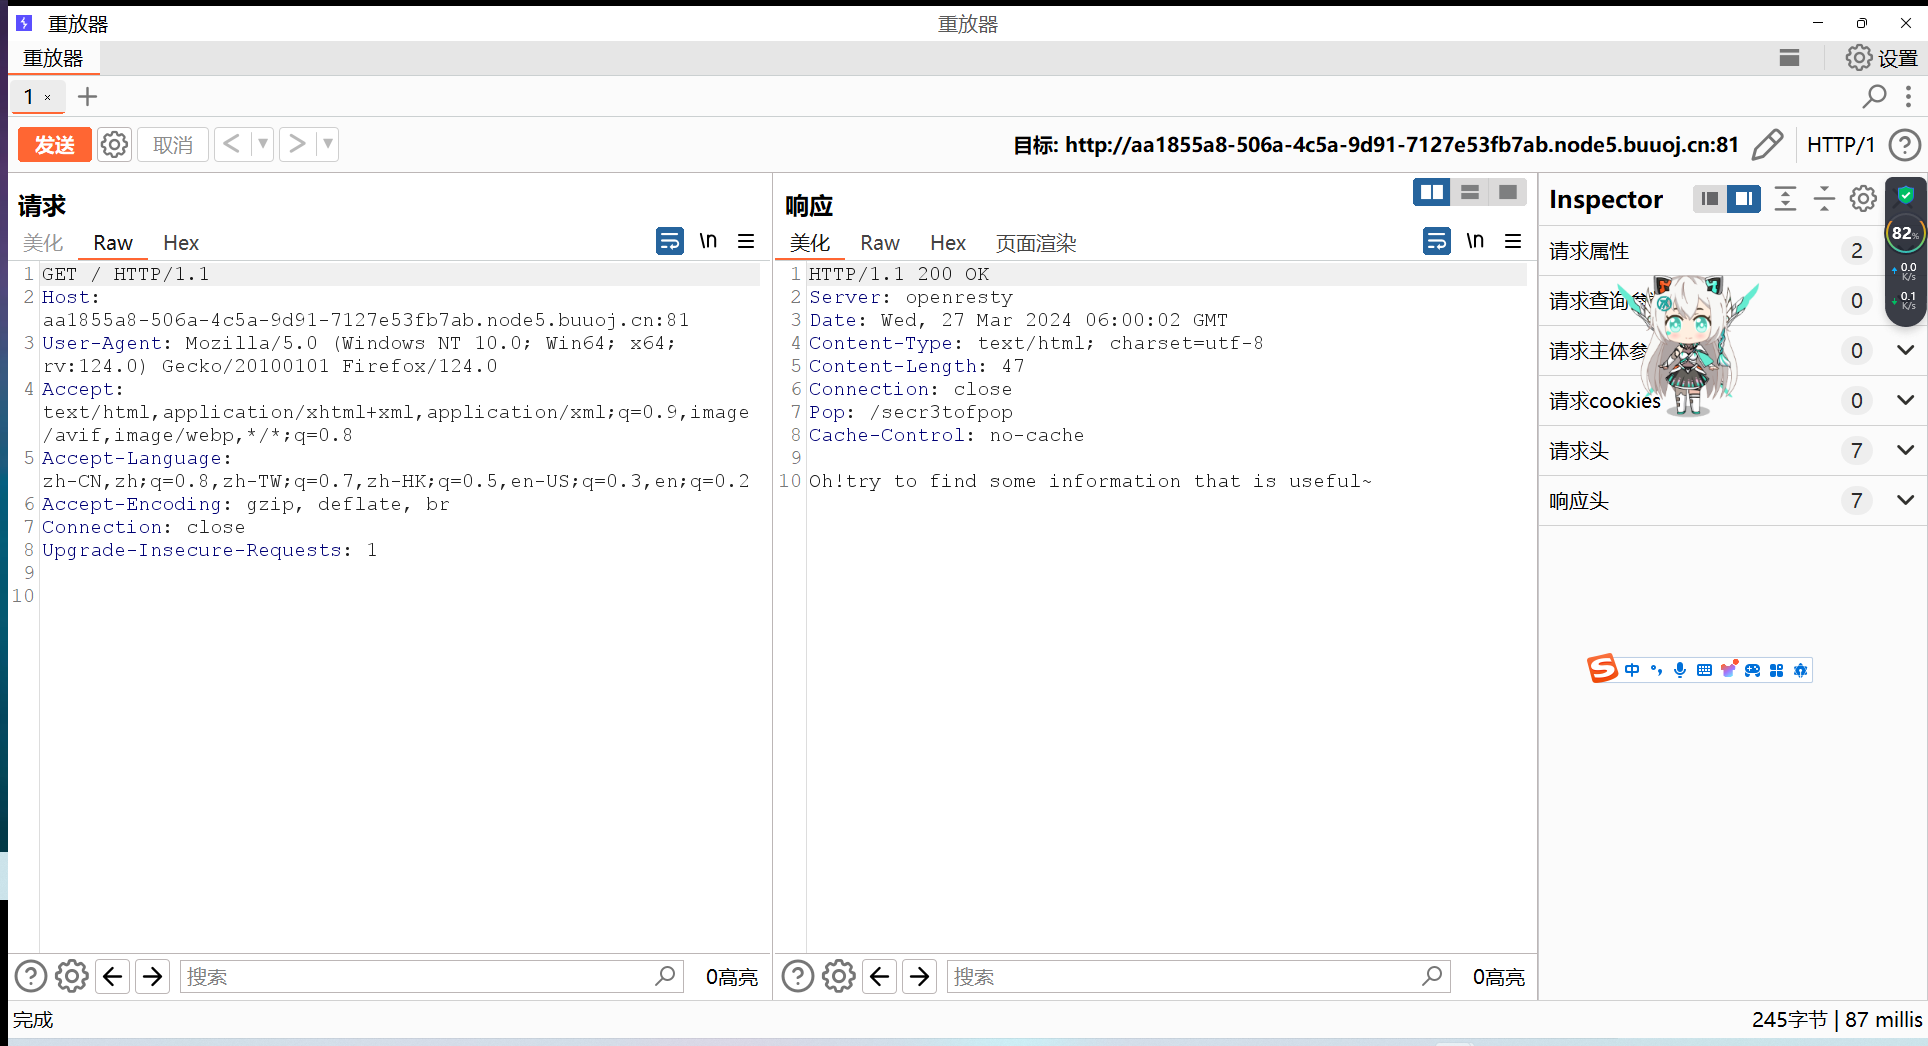 重放器
重放器
重放器
设置
1 ×
发送
取消
目标: http://aa1855a8-506a-4c5a-9d91-7127e53fb7ab.node5.buuoj.cn:81
HTTP/1
请求
美化 Raw Hex
\n
1 GET / HTTP/1.1
2 Host:
aa1855a8-506a-4c5a-9d91-7127e53fb7ab.node5.buuoj.cn:81
3 User-Agent: Mozilla/5.0 (Windows NT 10.0; Win64; x64;
rv:124.0) Gecko/20100101 Firefox/124.0
4 Accept:
text/html,application/xhtml+xml,application/xml;q=0.9,image
/avif,image/webp,*/*;q=0.8
5 Accept-Language:
zh-CN,zh;q=0.8,zh-TW;q=0.7,zh-HK;q=0.5,en-US;q=0.3,en;q=0.2
6 Accept-Encoding: gzip, deflate, br
7 Connection: close
8 Upgrade-Insecure-Requests: 1
9
10
搜索
0高亮
响应
美化 Raw Hex 页面渲染
\n
1 HTTP/1.1 200 OK
2 Server: openresty
3 Date: Wed, 27 Mar 2024 06:00:02 GMT
4 Content-Type: text/html; charset=utf-8
5 Content-Length: 47
6 Connection: close
7 Pop: /secr3tofpop
8 Cache-Control: no-cache
9
10 Oh!try to find some information that is useful~
搜索
0高亮
Inspector
请求属性 2
请求查询 0
请求主体参 0
请求cookies 0
请求头 7
响应头 7
82%
0.0
K/s
0.1
K/s
S 中
完成
245字节 | 87 millis